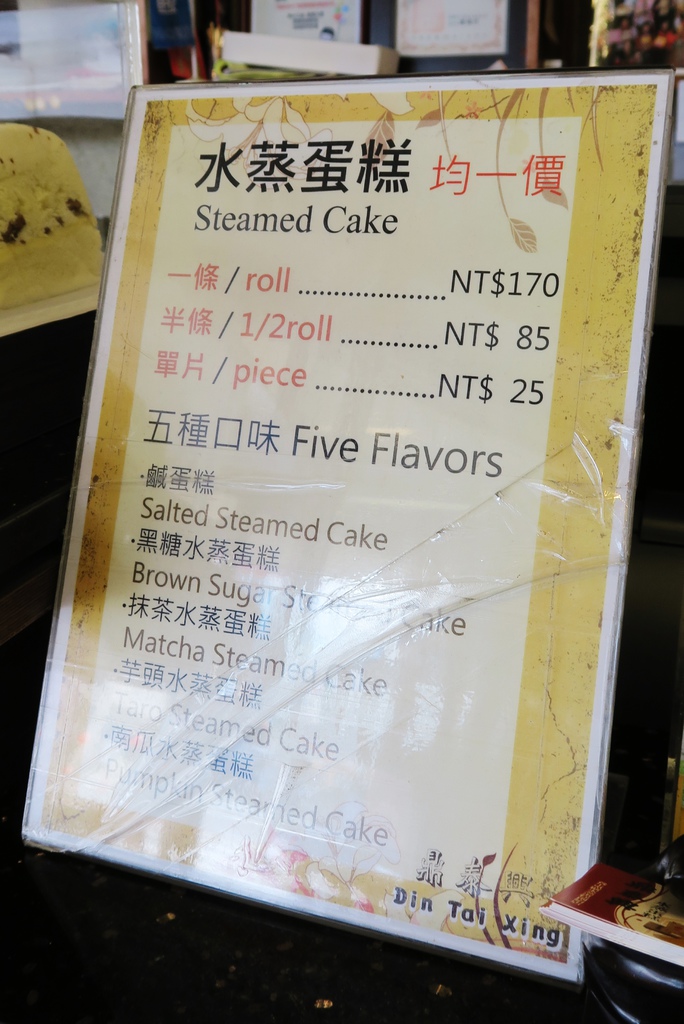 水蒸蛋糕 均一價
Steamed Cake
一條 / roll ......................NT$170
半條 / 1/2roll ..............NT$ 85
單片 / piece .................NT$ 25
五種口味 Five Flavors
·鹹蛋糕
Salted Steamed Cake
·黑糖水蒸蛋糕
Brown Sugar Steamed Cake
·抹茶水蒸蛋糕
Matcha Steamed Cake
·芋頭水蒸蛋糕
Taro Steamed Cake
·南瓜水蒸蛋糕
Pumpkin Steamed Cake
鼎泰興
Din Tai Xing